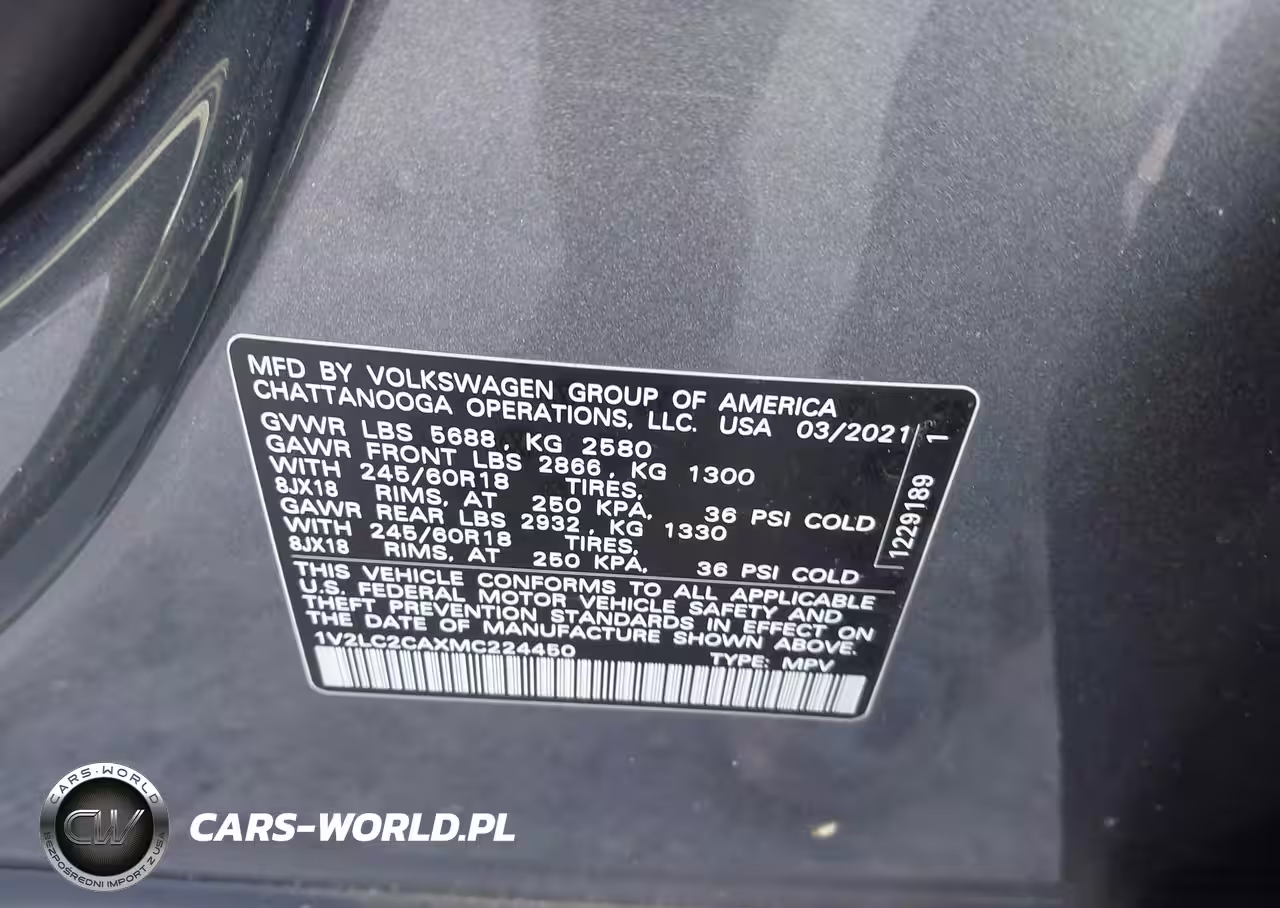 MFD BY VOLKSWAGEN GROUP OF AMERICA
CHATTANOOGA OPERATIONS, LLC. USA 03/2021
GVWR LBS 5688, KG 2580
GAWR FRONT LBS 2866, KG 1300
WITH 245/60R18 TIRES,
8JX18 RIMS, AT 250 KPA, 36 PSI COLD
GAWR REAR LBS 2932, KG 1330
WITH 245/60R18 TIRES,
8JX18 RIMS, AT 250 KPA, 36 PSI COLD
1229189 1
THIS VEHICLE CONFORMS TO ALL APPLICABLE
U.S. FEDERAL MOTOR VEHICLE SAFETY AND
THEFT PREVENTION STANDARDS IN EFFECT ON
THE DATE OF MANUFACTURE SHOWN ABOVE.
1V2LC2CAXMC224450 TYPE: MPV
CARS-WORLD
CW
BEZPOŚREDNI IMPORT Z USA
CARS-WORLD.PL